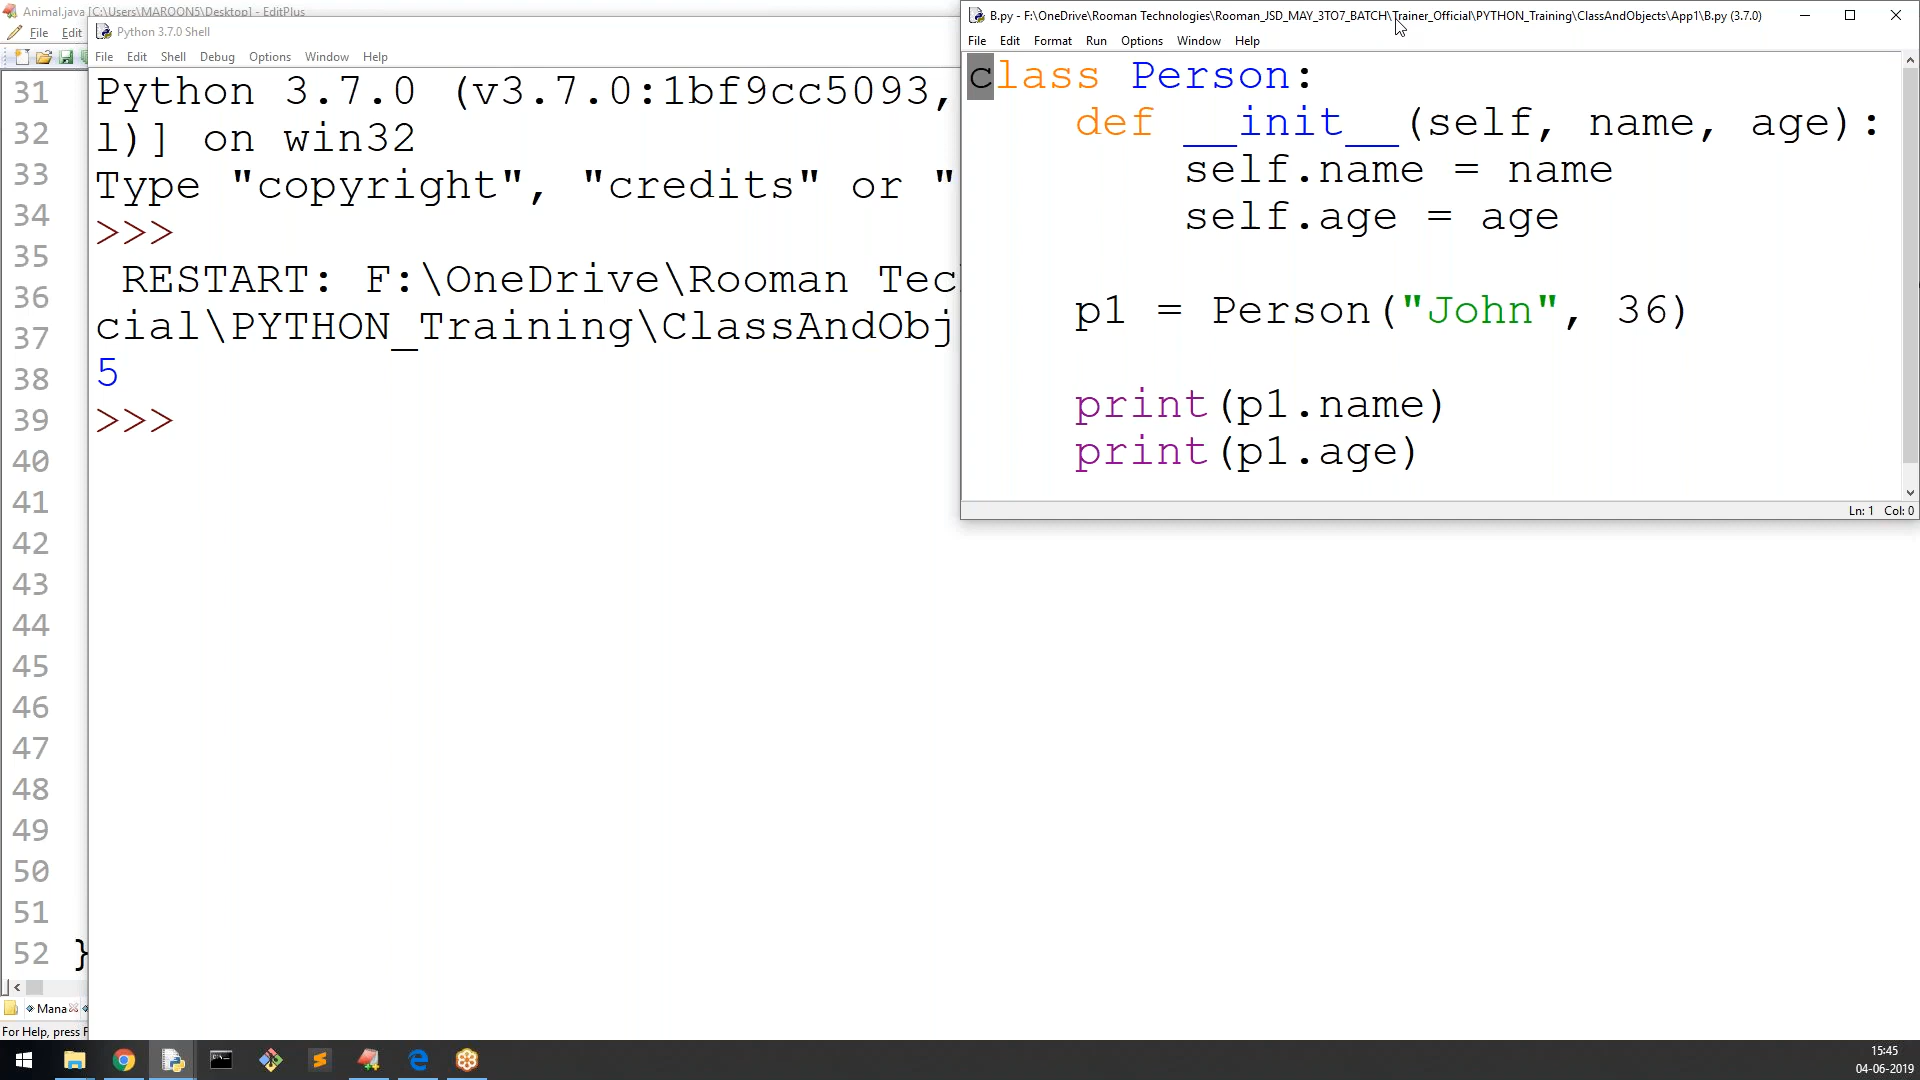 Animal.java [C:\Users\MAROON5\Desktop] - EditPlus
File Edit
31
32
33
34
35
36
37
38
39
40
41
42
43
44
45
46
47
48
49
50
51
52 }
Mana
For Help, press F
Python 3.7.0 Shell
File Edit Shell Debug Options Window Help
Python 3.7.0 (v3.7.0:1bf9cc5093,
l)] on win32
Type "copyright", "credits" or "
>>>
RESTART: F:\OneDrive\Rooman Tec
cial\PYTHON_Training\ClassAndObj
5
>>>
B.py - F:\OneDrive\Rooman Technologies\Rooman_JSD_MAY_3TO7_BATCH\Trainer_Official\PYTHON_Training\ClassAndObjects\App1\B.py (3.7.0)
File Edit Format Run Options Window Help
class Person:
def __init__(self, name, age):
self.name = name
self.age = age
p1 = Person("John", 36)
print(p1.name)
print(p1.age)
Ln: 1 Col: 0
15:45
04-06-2019